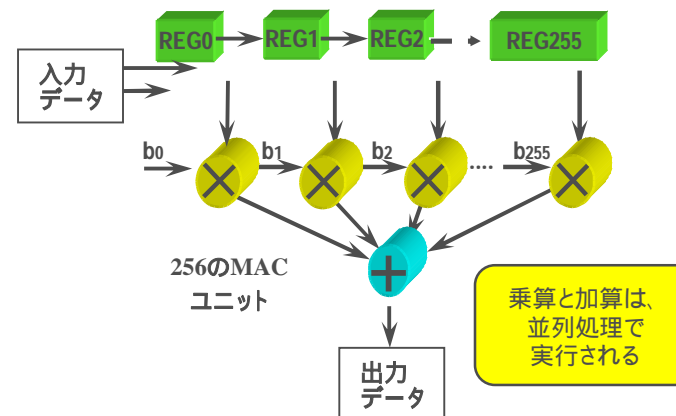 REG0
REG1
REG2
REG255
入力
データ
b0
b1
b2
....
b255
256のMAC
ユニット
乗算と加算は、
並列処理で
実行される
出力
データ